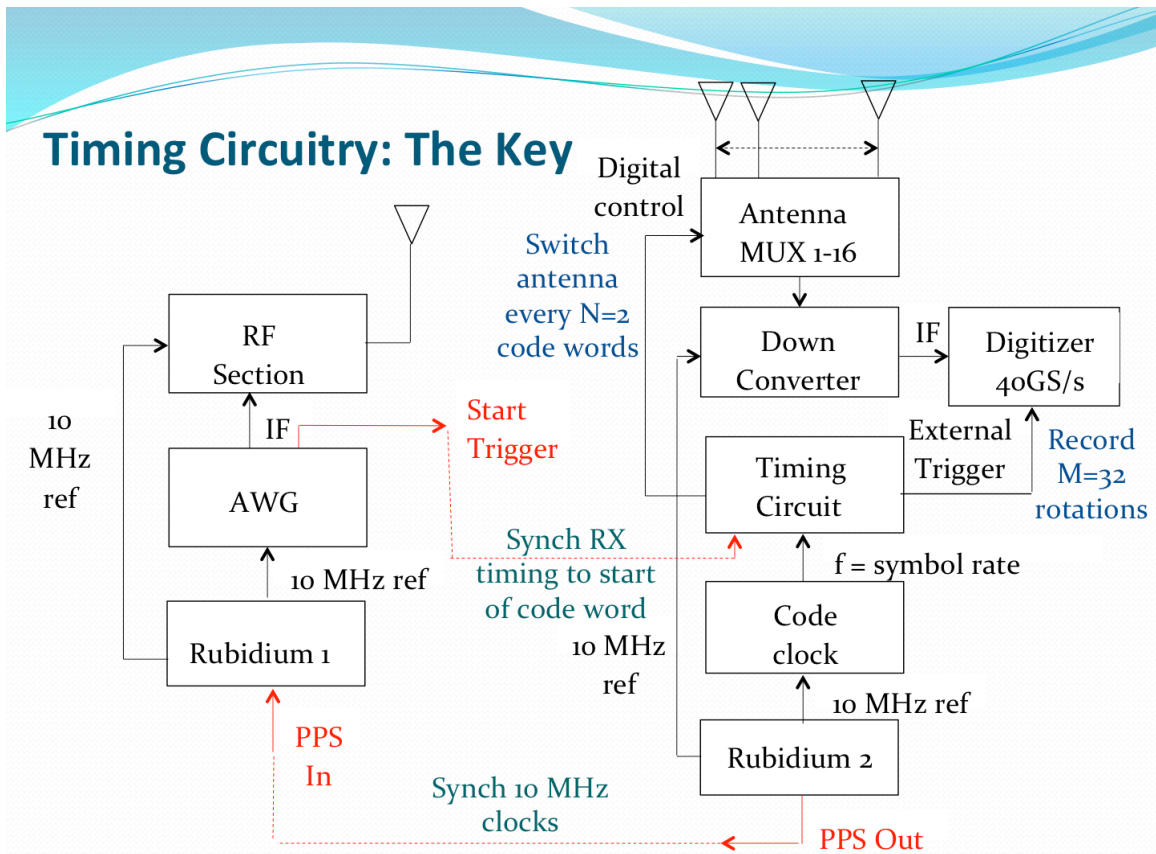 Timing Circuitry: The Key
Digital
control
Antenna
MUX 1-16
Switch
antenna
every N=2
code words
RF
Section
Down
Converter
IF
Digitizer
40GS/s
10
MHz
ref
IF
Start
Trigger
External
Trigger
Record
M=32
rotations
AWG
Timing
Circuit
Synch RX
timing to start
of code word
10 MHz ref
f = symbol rate
Rubidium 1
Code
clock
10 MHz
ref
10 MHz ref
PPS
In
Rubidium 2
Synch 10 MHz
clocks
PPS Out